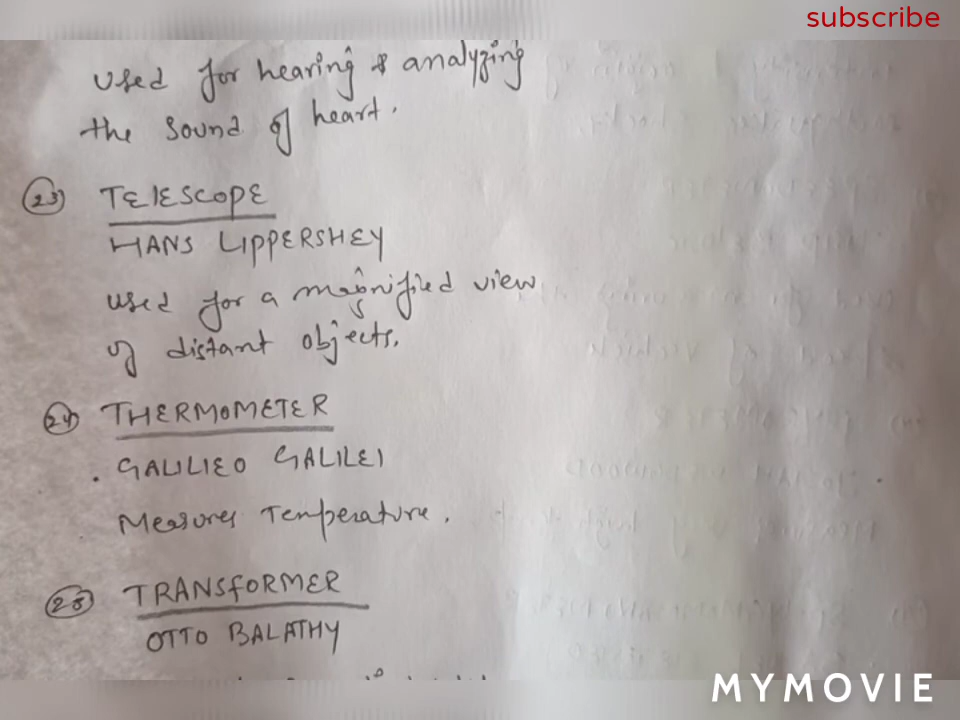 subscribe
used for hearing & analyzing
the sound of heart.
23 TELESCOPE
HANS LIPPERSHEY
used for a magnified view
of distant objects.
24 THERMOMETER
. GALILEO GALILEI
Measures Temperature.
25 TRANSFORMER
OTTO BALATHY
MYMOVIE